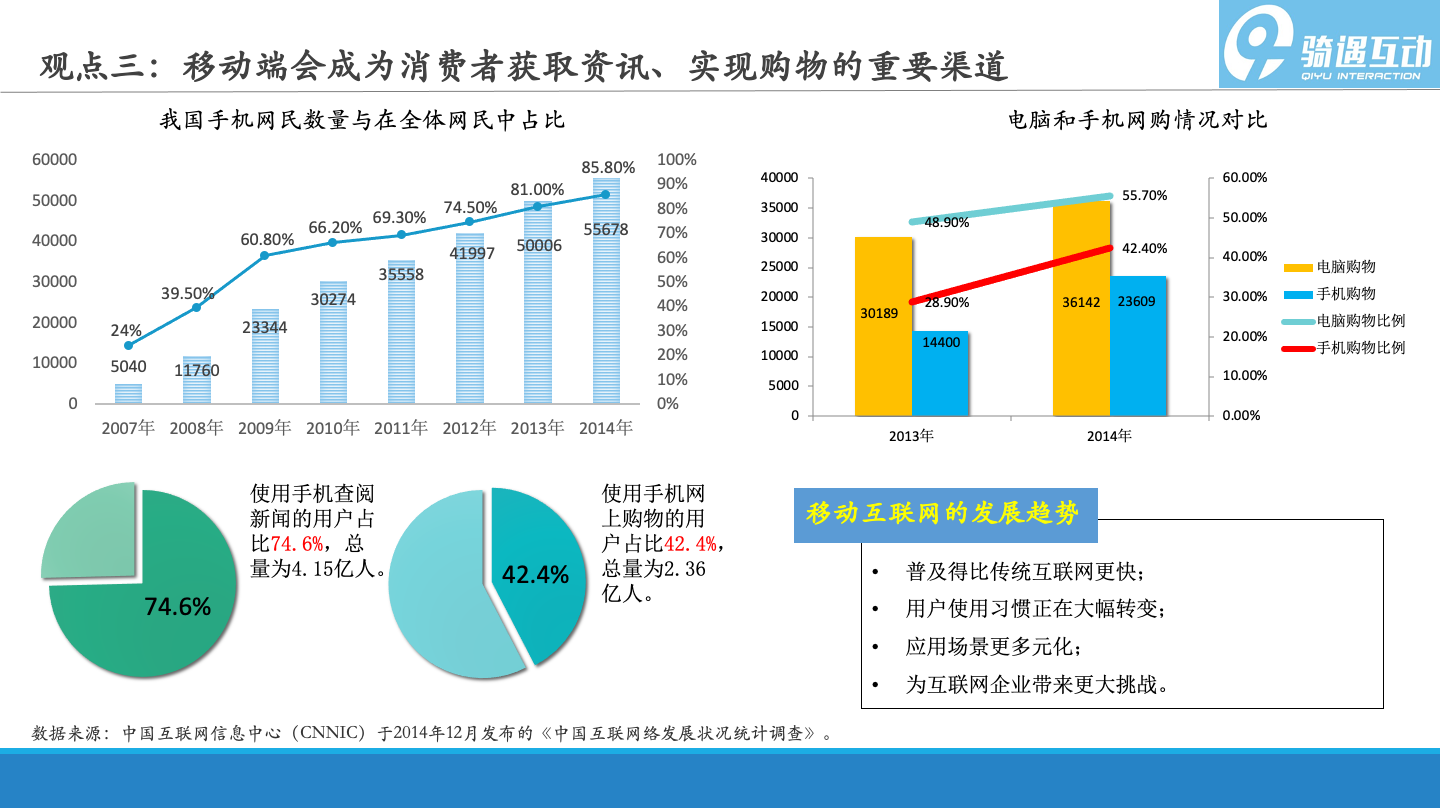 观点三：移动端会成为消费者获取资讯、实现购物的重要渠道
骑遇互动
QIYU INTERACTION
我国手机网民数量与在全体网民中占比
60000
50000
40000
30000
20000
10000
0
100%
90%
80%
70%
60%
50%
40%
30%
20%
10%
0%
24%
39.50%
60.80%
66.20%
69.30%
74.50%
81.00%
85.80%
5040
11760
23344
30274
35558
41997
50006
55678
2007年 2008年 2009年 2010年 2011年 2012年 2013年 2014年
电脑和手机网购情况对比
40000
35000
30000
25000
20000
15000
10000
5000
0
60.00%
50.00%
40.00%
30.00%
20.00%
10.00%
0.00%
48.90%
55.70%
28.90%
42.40%
30189
14400
36142
23609
2013年 2014年
电脑购物
手机购物
电脑购物比例
手机购物比例
74.6%
使用手机查阅
新闻的用户占
比74.6%，总
量为4.15亿人。
42.4%
使用手机网
上购物的用
户占比42.4%，
总量为2.36
亿人。
移动互联网的发展趋势
• 普及得比传统互联网更快；
• 用户使用习惯正在大幅转变；
• 应用场景更多元化；
• 为互联网企业带来更大挑战。
数据来源：中国互联网信息中心（CNNIC）于2014年12月发布的《中国互联网络发展状况统计调查》。